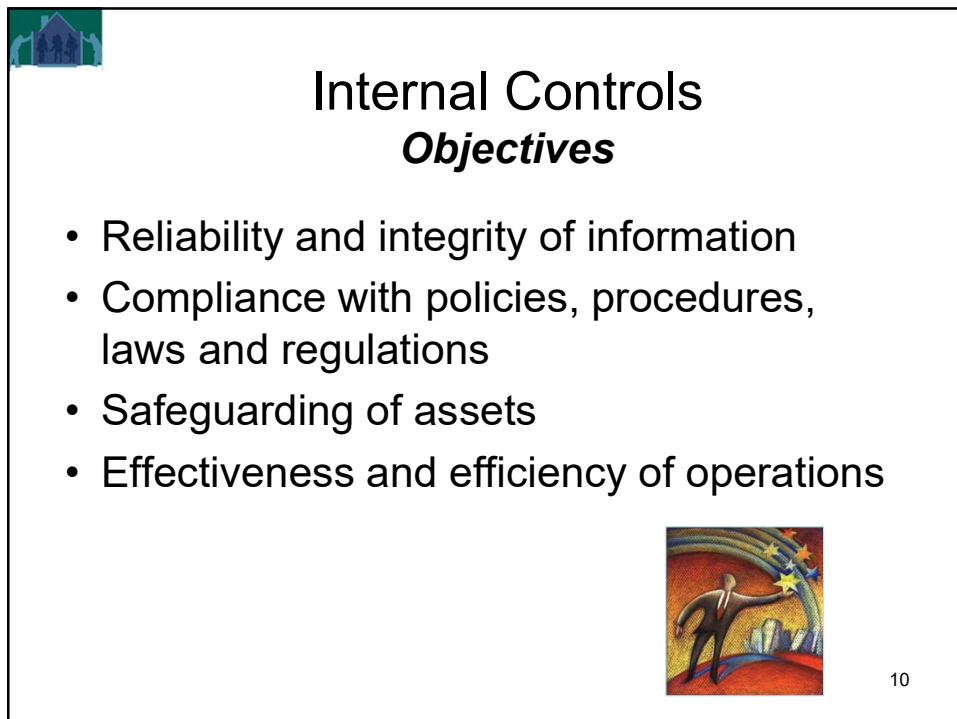 Internal Controls
Objectives
• Reliability and integrity of information
• Compliance with policies, procedures,
laws and regulations
• Safeguarding of assets
• Effectiveness and efficiency of operations
10